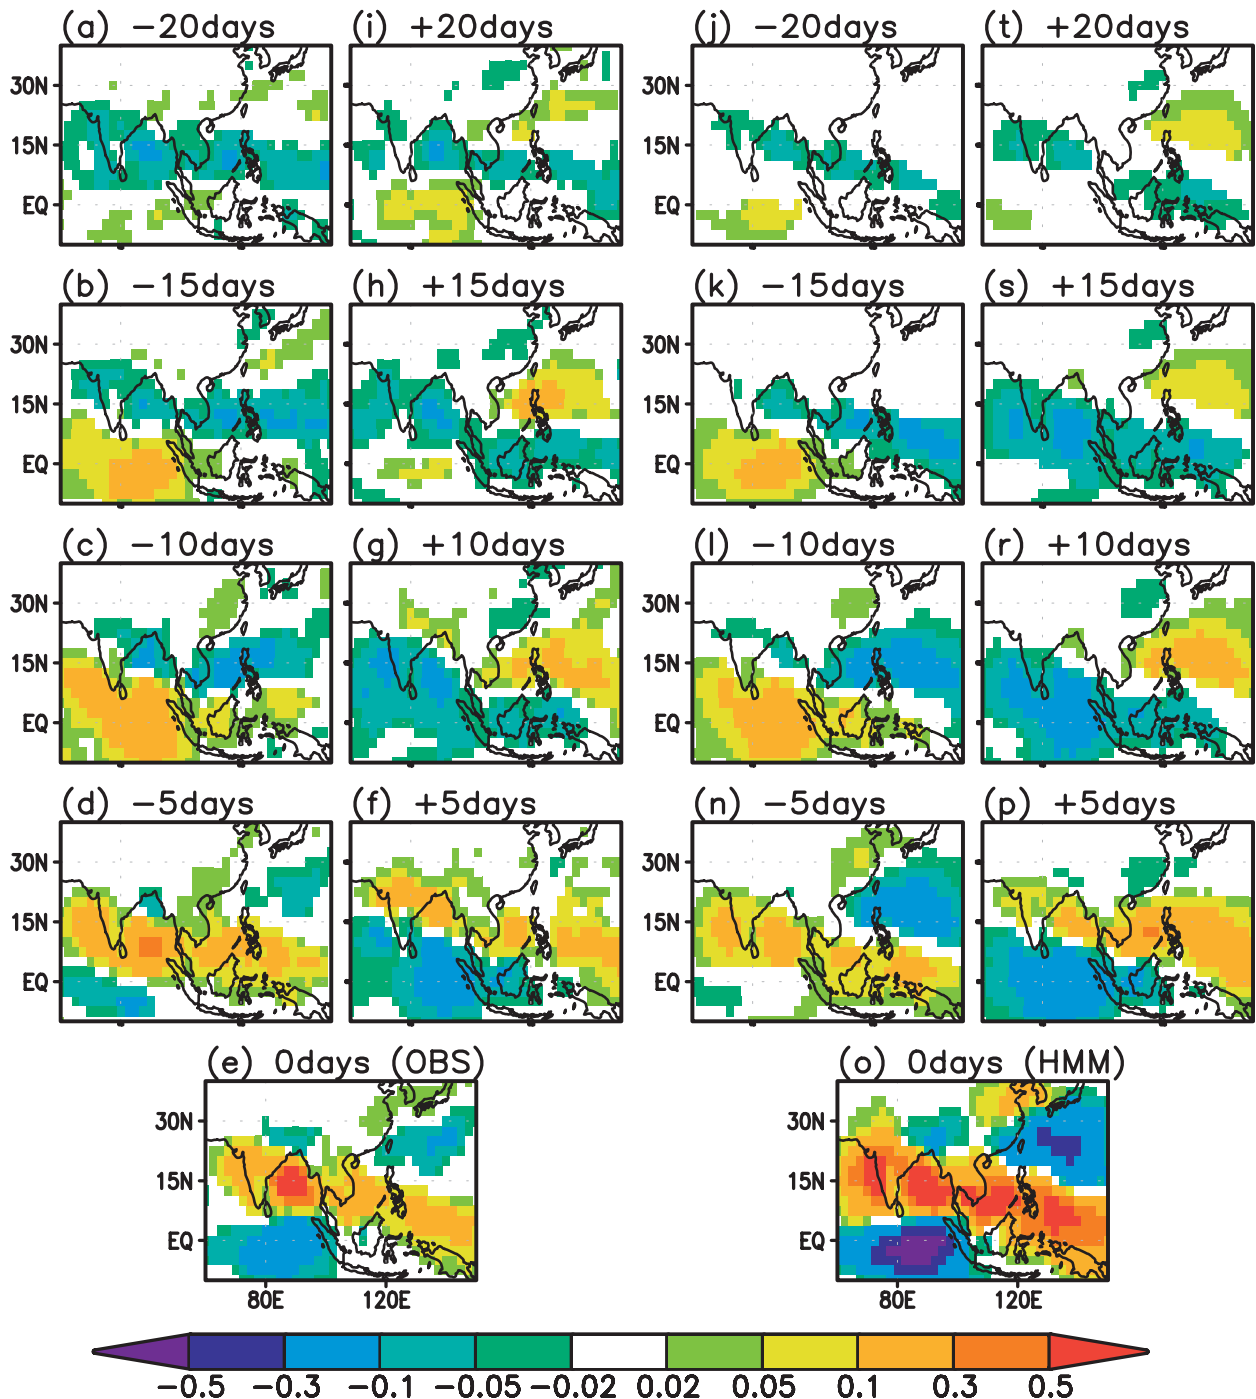 (a) −20days (i) +20days (j) −20days (t) +20days
30N
15N
EQ
30N
15N
EQ
(b) −15days (h) +15days (k) −15days (s) +15days
30N
15N
EQ
30N
15N
EQ
(c) −10days (g) +10days (l) −10days (r) +10days
30N
15N
EQ
30N
15N
EQ
(d) −5days (f) +5days (n) −5days (p) +5days
30N
15N
EQ
30N
15N
EQ
(e) 0days (OBS) (o) 0days (HMM)
30N
15N
EQ
30N
15N
EQ
80E 120E 80E 120E
−0.5 −0.3 −0.1 −0.05 −0.02 0.02 0.05 0.1 0.3 0.5